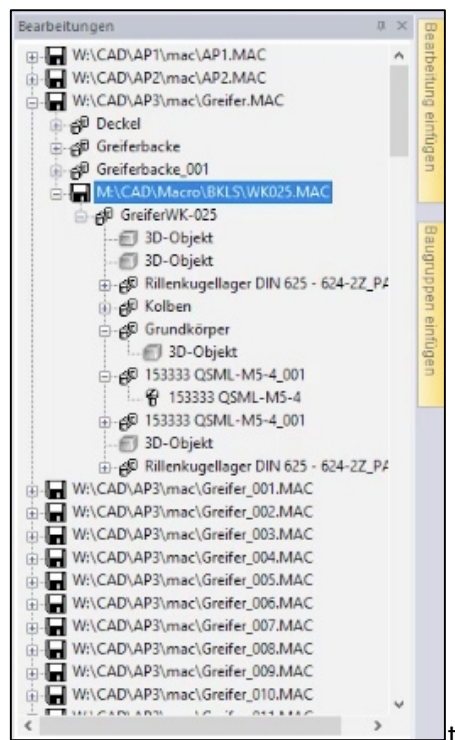 Bearbeitungen
W:\CAD\AP1\mac\AP1.MAC
W:\CAD\AP2\mac\AP2.MAC
W:\CAD\AP3\mac\Greifer.MAC
Deckel
Greiferbacke
Greiferbacke_001
M:\CAD\Macro\BKLS\WK025.MAC
GreiferWK-025
3D-Objekt
3D-Objekt
Rillenkugellager DIN 625 - 624-2Z_PA
Kolben
Grundkörper
3D-Objekt
153333 QSML-M5-4_001
153333 QSML-M5-4
153333 QSML-M5-4_001
3D-Objekt
Rillenkugellager DIN 625 - 624-2Z_PA
W:\CAD\AP3\mac\Greifer_001.MAC
W:\CAD\AP3\mac\Greifer_002.MAC
W:\CAD\AP3\mac\Greifer_003.MAC
W:\CAD\AP3\mac\Greifer_004.MAC
W:\CAD\AP3\mac\Greifer_005.MAC
W:\CAD\AP3\mac\Greifer_006.MAC
W:\CAD\AP3\mac\Greifer_007.MAC
W:\CAD\AP3\mac\Greifer_008.MAC
W:\CAD\AP3\mac\Greifer_009.MAC
W:\CAD\AP3\mac\Greifer_010.MAC
Bearbeitung einfügen
Baugruppen einfügen